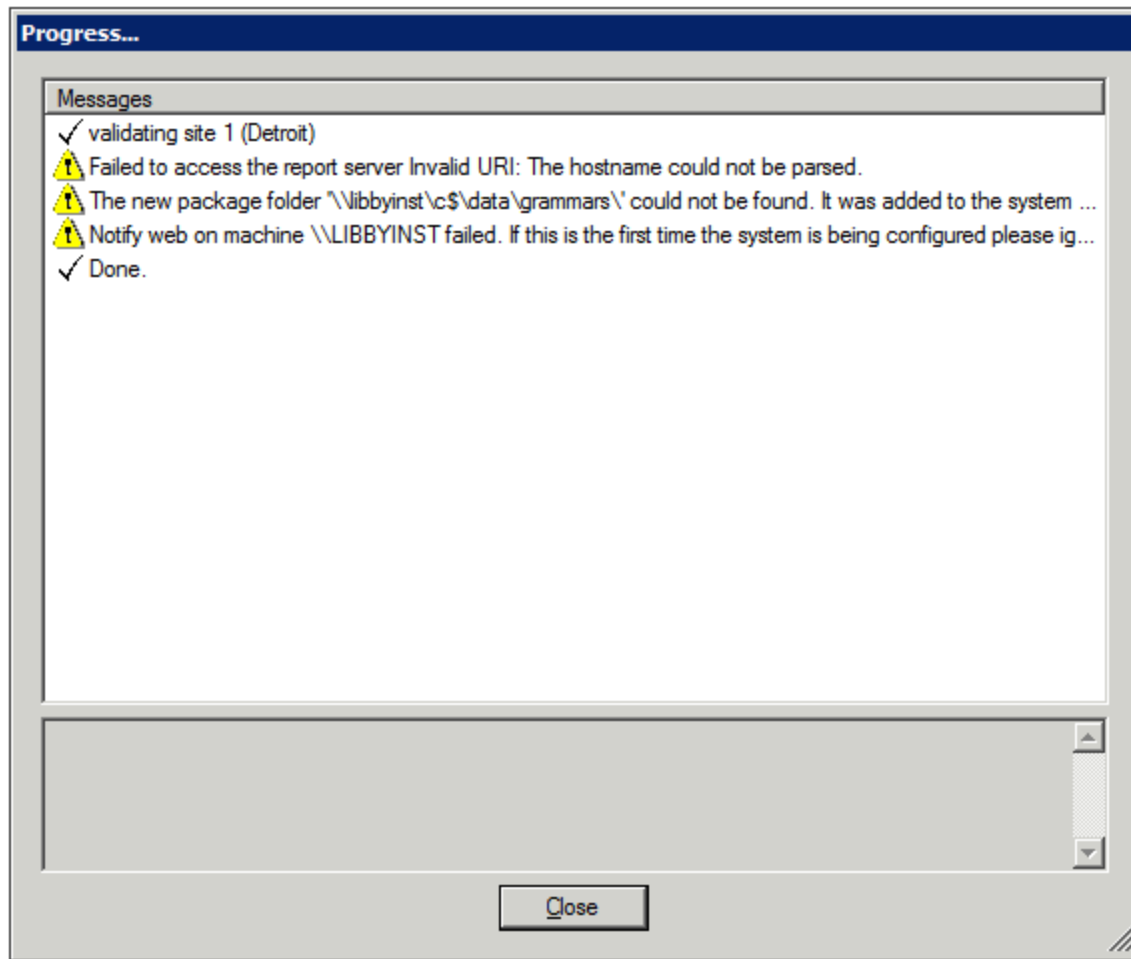 Progress...
Messages
validating site 1 (Detroit)
Failed to access the report server Invalid URI: The hostname could not be parsed.
The new package folder '\\libbyinst\c$\data\grammars\' could not be found. It was added to the system ...
Notify web on machine \\LIBBYINST failed. If this is the first time the system is being configured please ig...
Done.
Close